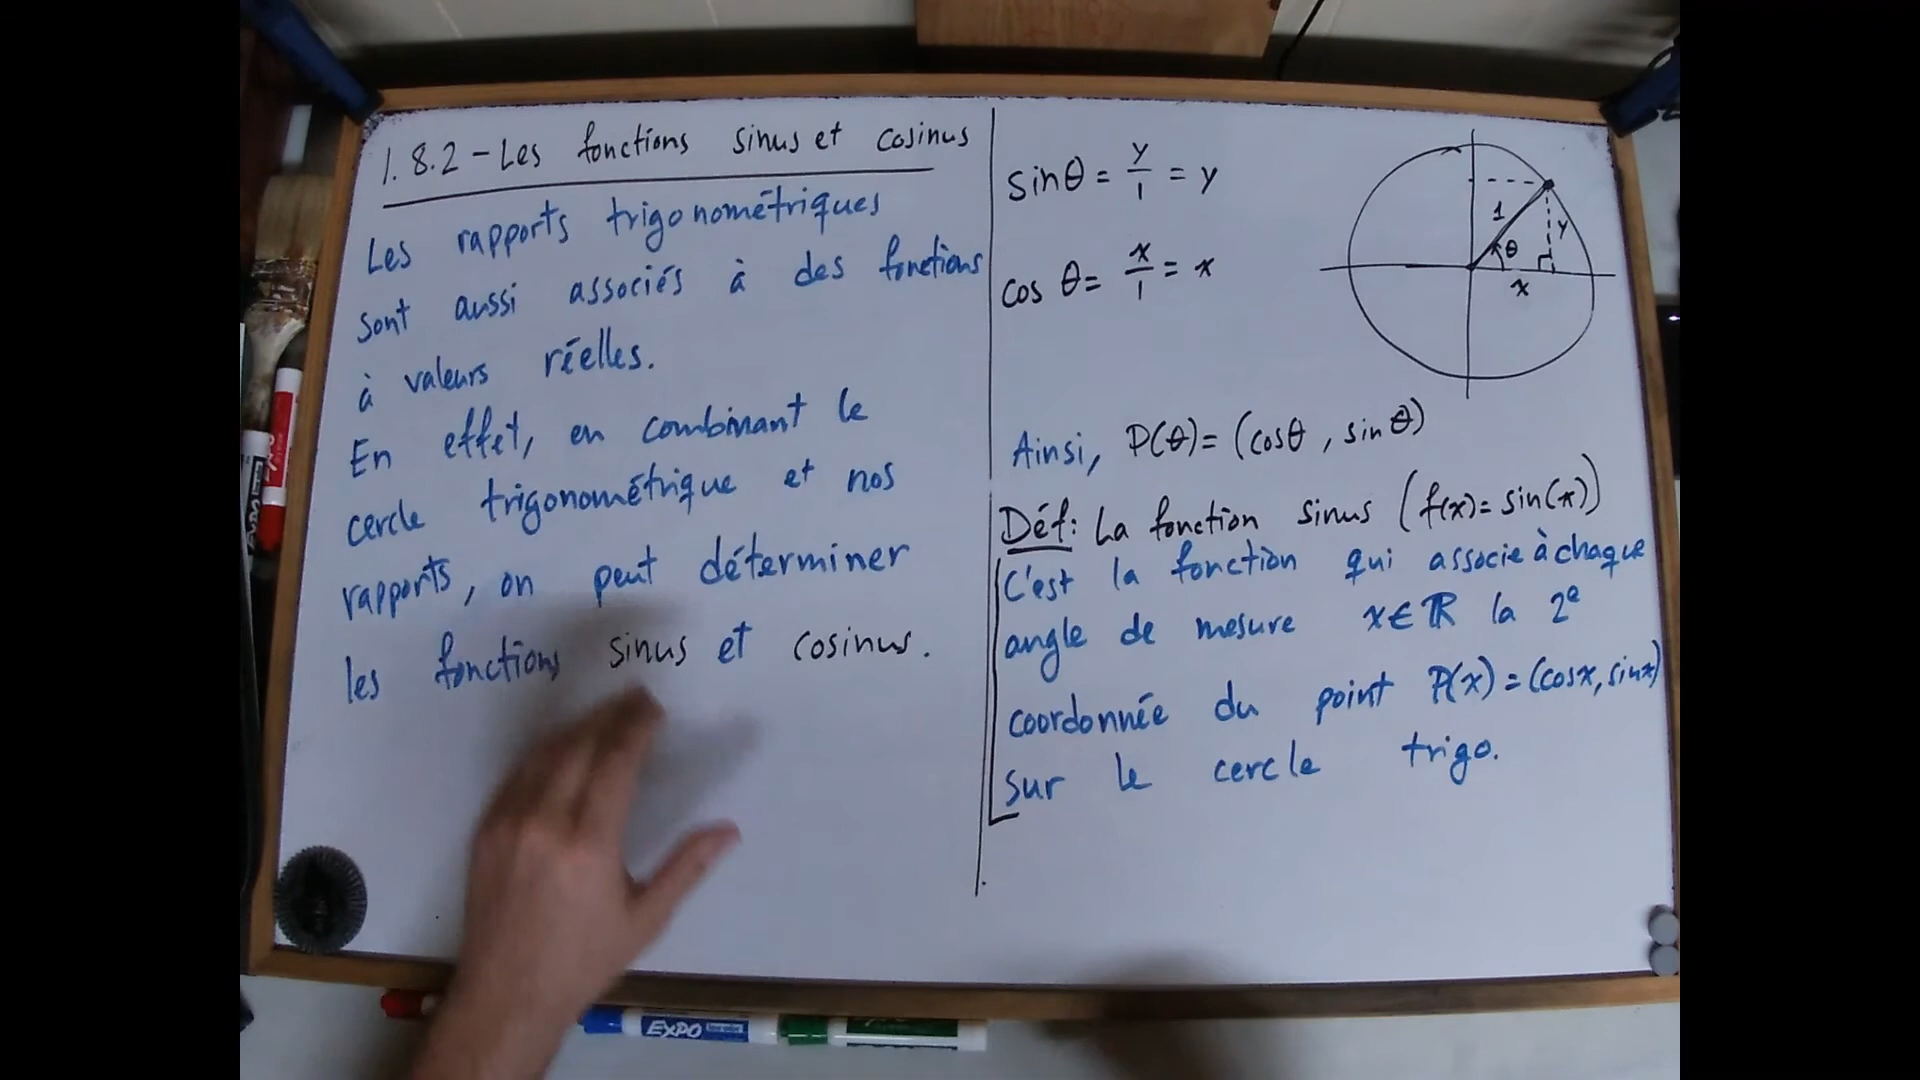 1.8.2 - Les fonctions sinus et cosinus
Les rapports trigonométriques
sont aussi associés à des fonctions
à valeurs réelles.
En effet, en combinant le
cercle trigonométrique et nos
rapports, on peut déterminer
les fonctions sinus et cosinus.
sinθ = y/1 = y
cos θ = x/1 = x
1
θ
y
x
Ainsi, P(θ) = (cosθ, sinθ)
Déf: La fonction sinus (f(x) = sin(x))
C'est la fonction qui associe à chaque
angle de mesure x ∈ ℝ la 2e
coordonnée du point P(x) = (cosx, sinx)
sur le cercle trigo.
EXPO